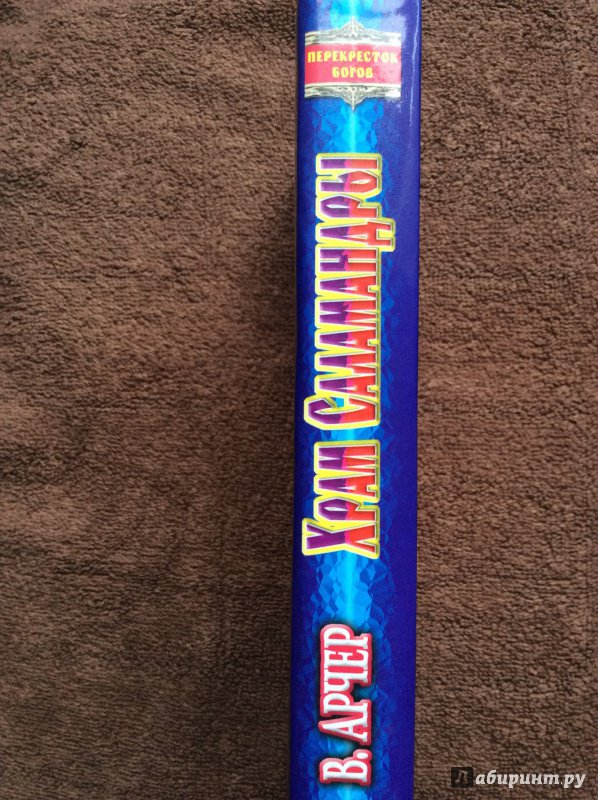 ПЕРЕКРЕСТОК
БОГОВ
ХРАМ САЛАМАНДРЫ
В. АРЧЕР
лабиринт.ру